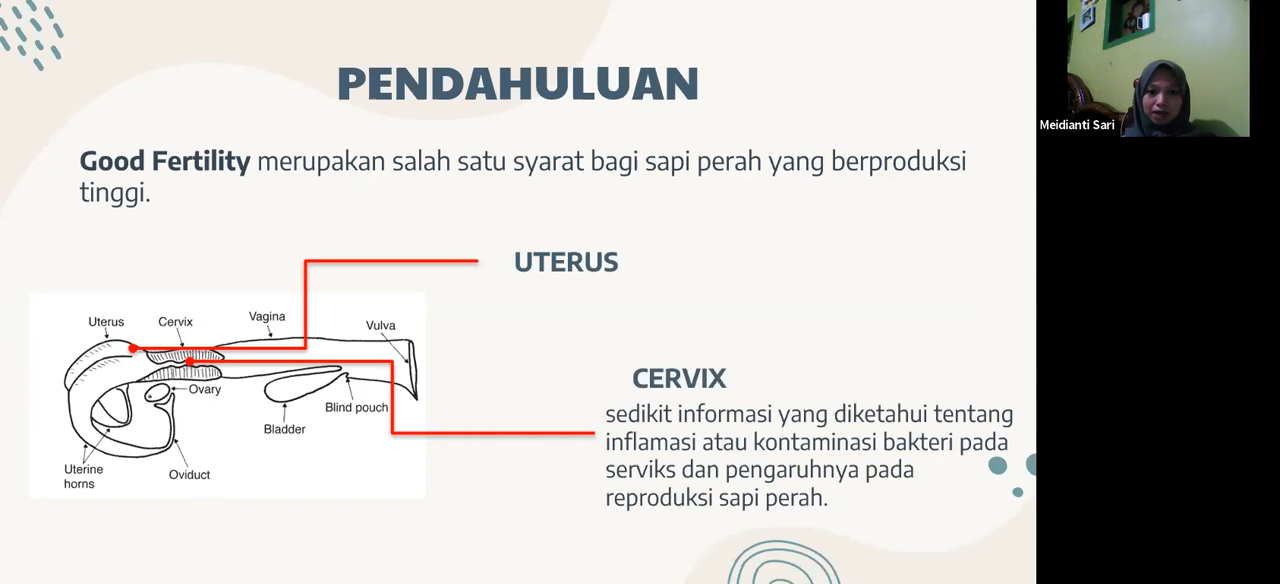 PENDAHULUAN
Good Fertility merupakan salah satu syarat bagi sapi perah yang berproduksi
tinggi.
UTERUS
Uterus
Cervix
Vagina
Vulva
Ovary
Blind pouch
Bladder
Uterine
horns
Oviduct
CERVIX
sedikit informasi yang diketahui tentang
inflamasi atau kontaminasi bakteri pada
serviks dan pengaruhnya pada
reproduksi sapi perah.
Meidianti Sari